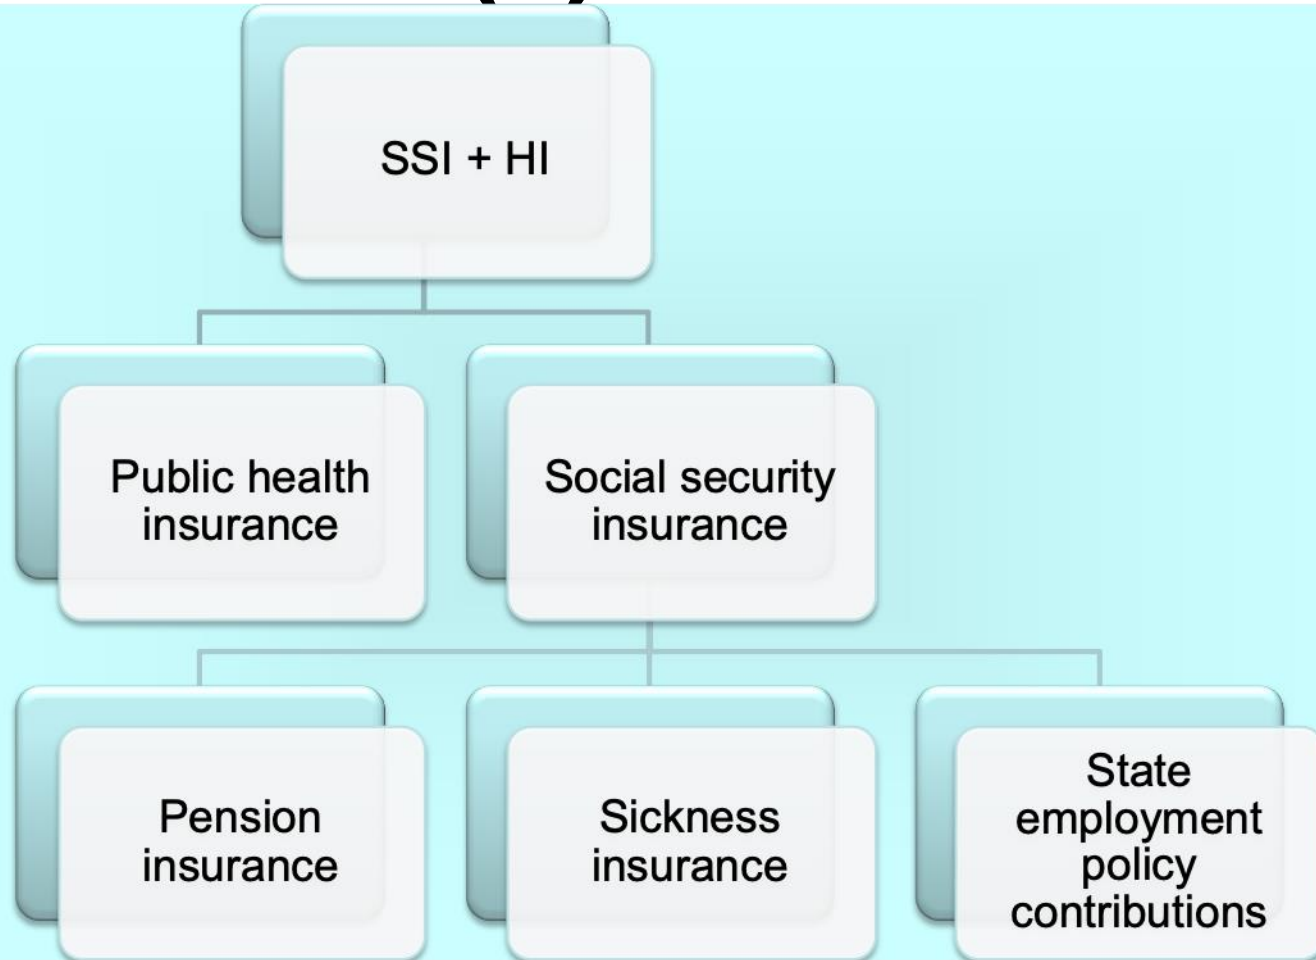 SSI + HI
Public health
insurance
Social security
insurance
Pension
insurance
Sickness
insurance
State
employment
policy
contributions